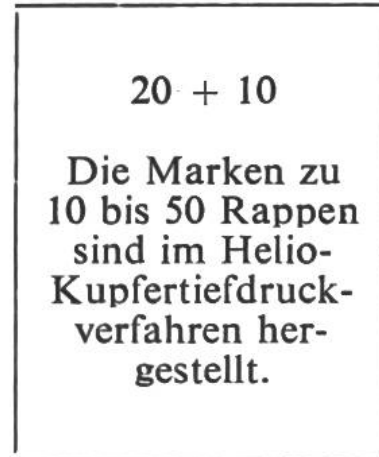 20 + 10
Die Marken zu
10 bis 50 Rappen
sind im Helio-
Kupfertiefdruck-
verfahren her-
gestellt.